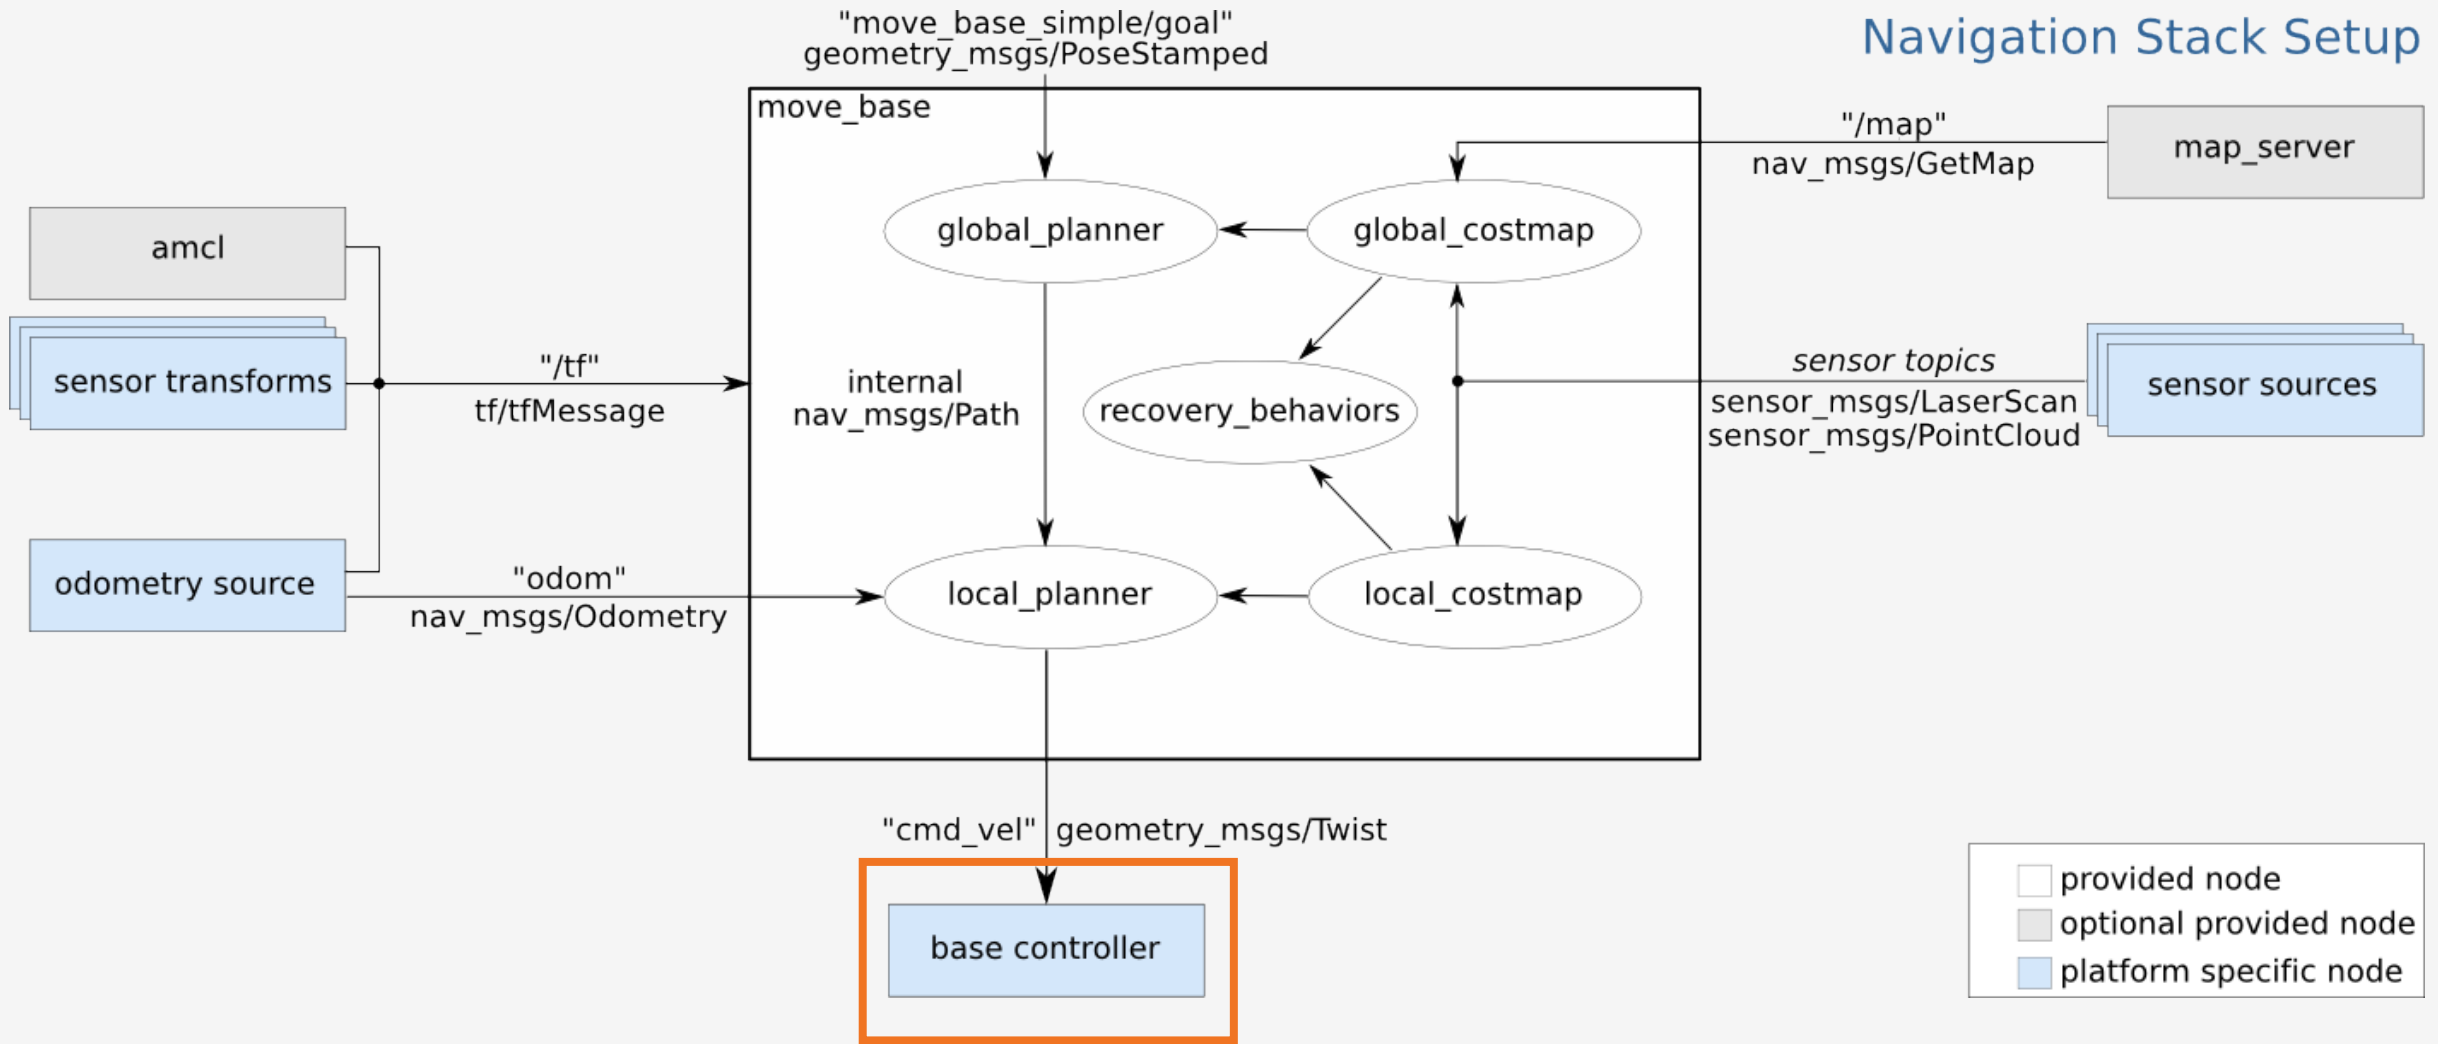 "move_base_simple/goal"
geometry_msgs/PoseStamped
Navigation Stack Setup
move_base
"/map"
nav_msgs/GetMap
map_server
global_planner
global_costmap
amcl
sensor transforms
"/tf"
tf/tfMessage
internal
nav_msgs/Path
recovery_behaviors
sensor topics
sensor_msgs/LaserScan
sensor_msgs/PointCloud
sensor sources
odometry source
"odom"
nav_msgs/Odometry
local_planner
local_costmap
"cmd_vel" geometry_msgs/Twist
base controller
provided node
optional provided node
platform specific node